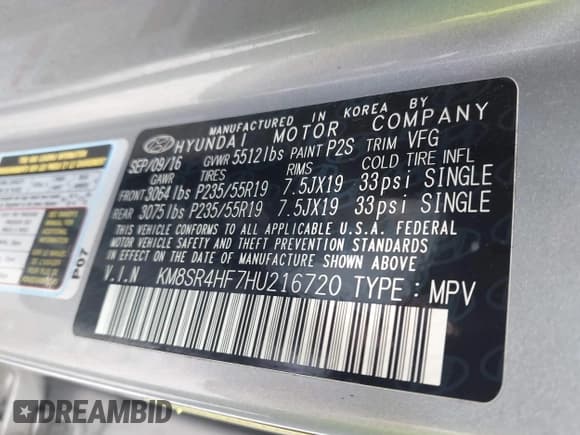 MANUFACTURED IN KOREA BY
HYUNDAI MOTOR COMPANY
SEP/09/16 GVWR 5512lbs PAINT P2S TRIM VFG
GAWR TIRES RIMS COLD TIRE INFL
FRONT 3064lbs P235/55R19 7.5JX19 33psi SINGLE
REAR 3075lbs P235/55R19 7.5JX19 33psi SINGLE
THIS VEHICLE CONFORMS TO ALL APPLICABLE U.S.A. FEDERAL
MOTOR VEHICLE SAFETY AND THEFT PREVENTION STANDARDS
IN EFFECT ON THE DATE OF MANUFACTURE SHOWN ABOVE.
V.I.N KM8SR4HF7HU216720 TYPE : MPV
P07
DREAMBID